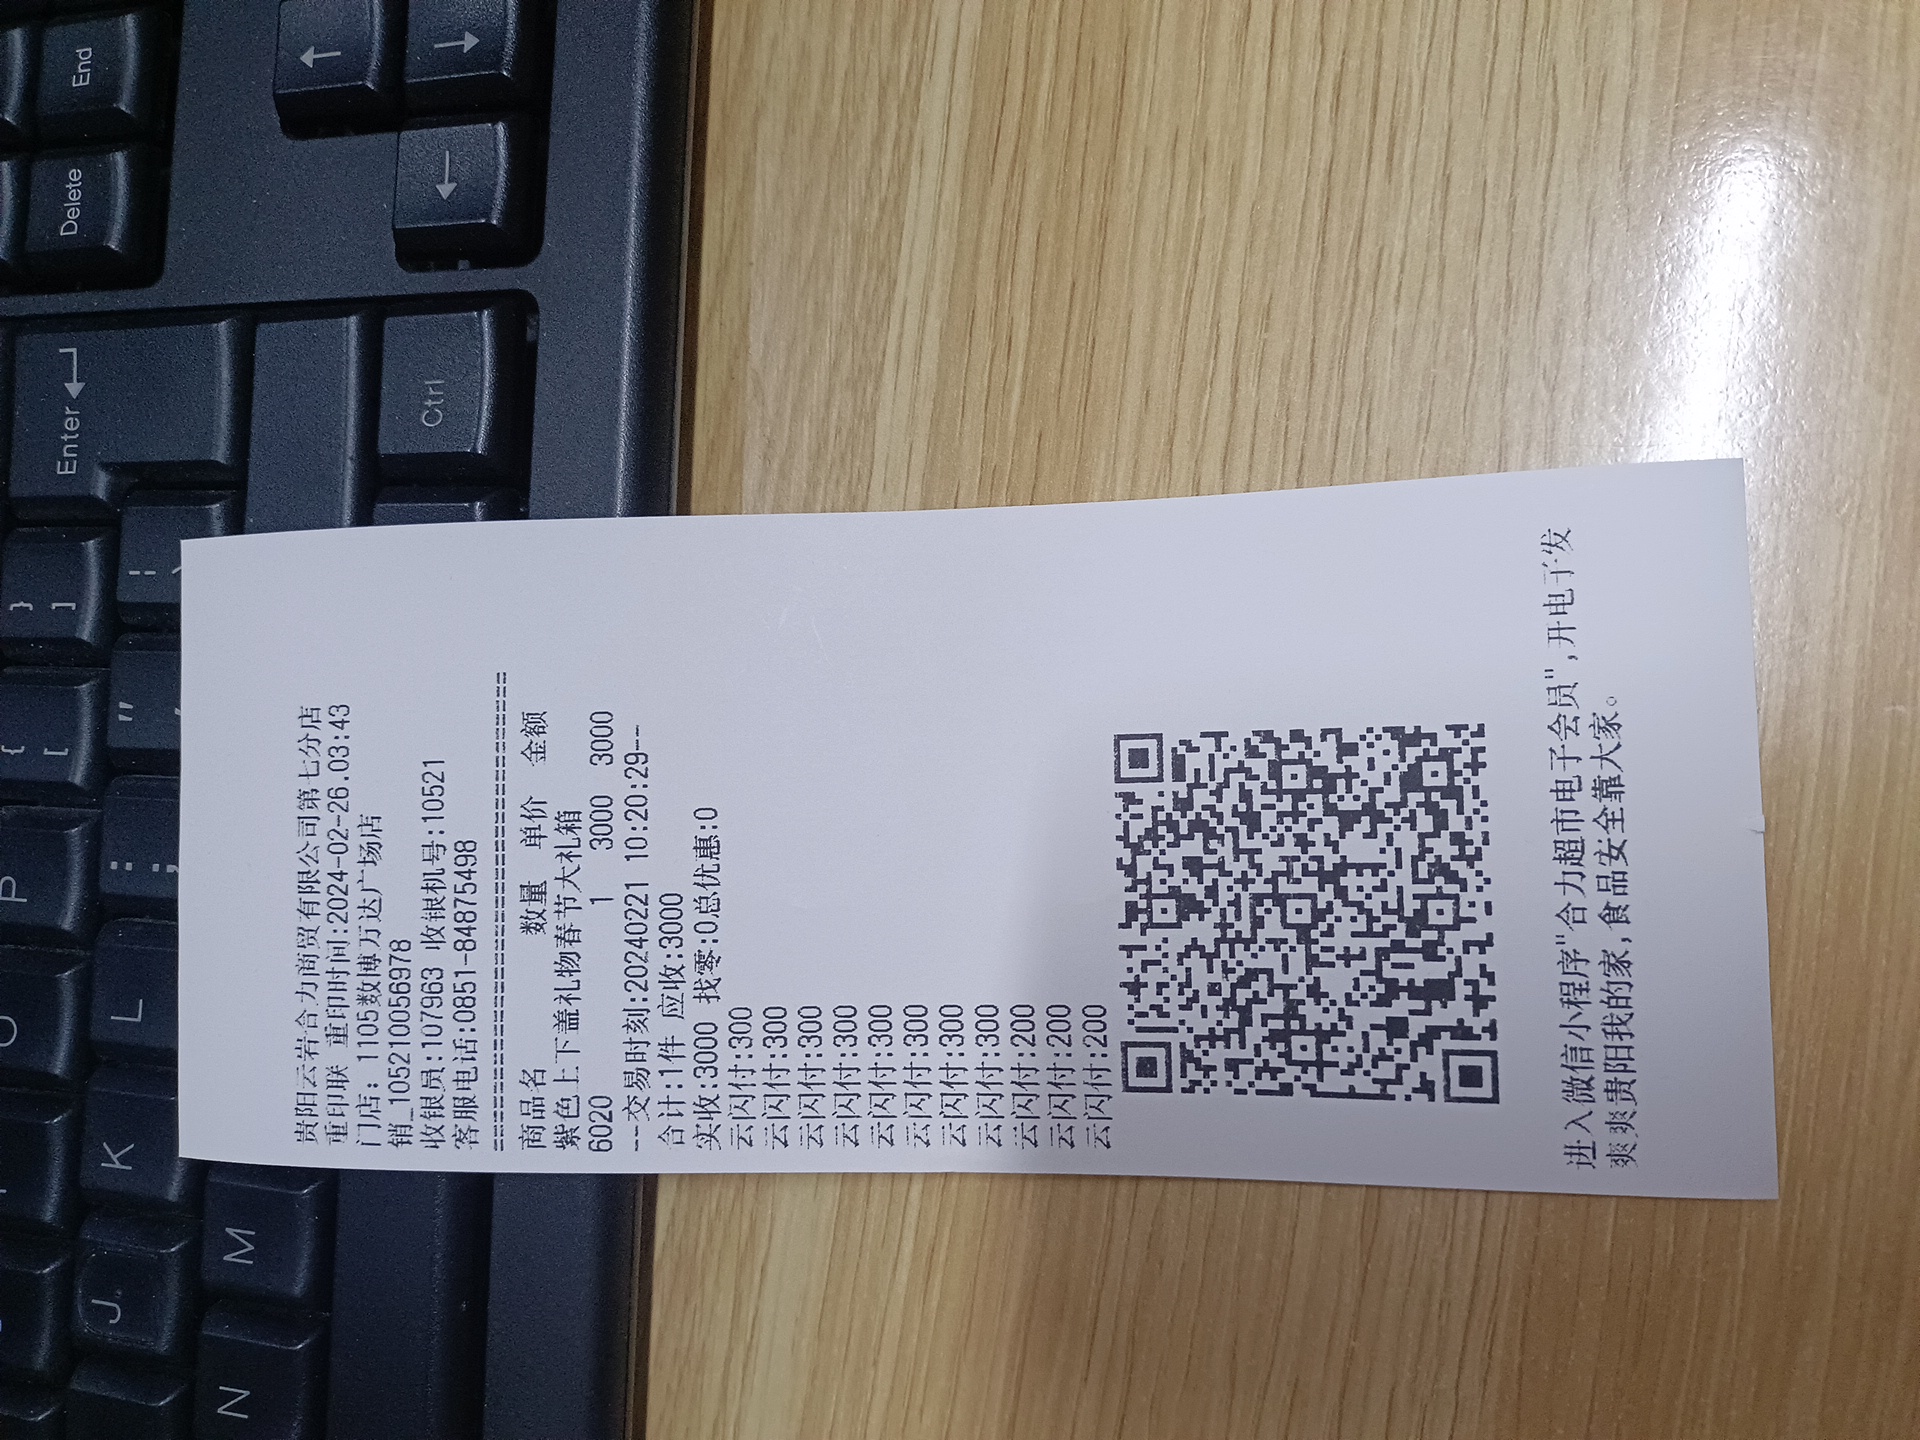 贵阳云岩合力商贸有限公司第七分店
重印联 重印时间:2024-02-26.03:43
门店: 1105数博万达广场店
销_105210056978
收银员:107963 收银机号:10521
客服电话:0851-84875498
================================
商品名 数量 单价 金额
紫色上下盖礼物春节大礼箱
6020 1 3000 3000
--交易时刻:20240221 10:20:29--
合计:1件 应收:3000
实收:3000 找零:0总优惠:0
云闪付:300
云闪付:300
云闪付:300
云闪付:300
云闪付:300
云闪付:300
云闪付:300
云闪付:300
云闪付:200
云闪付:200
云闪付:200
进入微信小程序"合力超市电子会员",开电子发
爽爽贵阳我的家,食品安全靠大家。
End
Delete
Enter
Ctrl
↑
↓
←
} ]
{ [
P
: ;
"
O
L
K
J
M
N